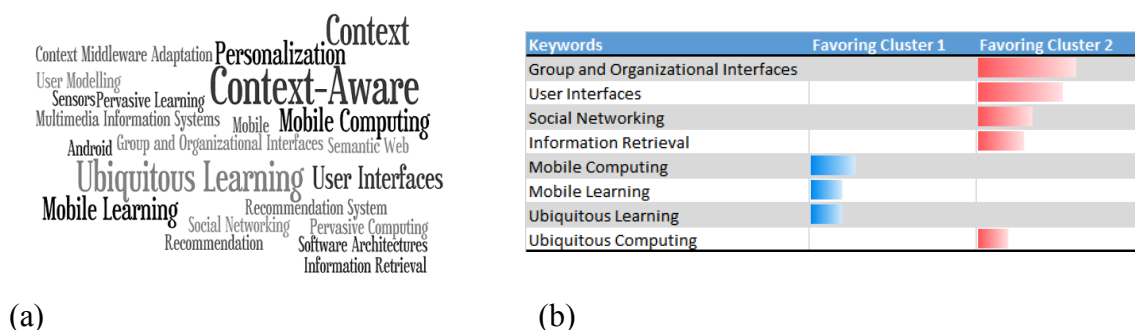 Context
Context Middleware Adaptation Personalization
User Modelling
Context-Aware
Sensors Pervasive Learning
Multimedia Information Systems Mobile Mobile Computing
Android Group and Organizational Interfaces Semantic Web
Ubiquitous Learning User Interfaces
Mobile Learning Recommendation System
Social Networking Pervasive Computing
Recommendation Software Architectures
Information Retrieval
(a)
Keywords Favoring Cluster 1 Favoring Cluster 2
Group and Organizational Interfaces
User Interfaces
Social Networking
Information Retrieval
Mobile Computing
Mobile Learning
Ubiquitous Learning
Ubiquitous Computing
(b)